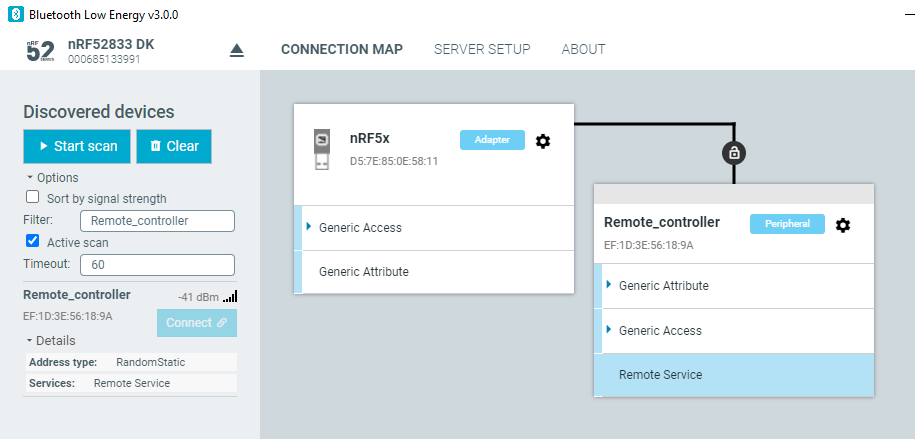 Bluetooth Low Energy v3.0.0
nRF
52
nRF52833 DK
000685133991
CONNECTION MAP
SERVER SETUP
ABOUT
Discovered devices
Start scan
Clear
Options
Sort by signal strength
Filter: Remote_controller
Active scan
Timeout: 60
Remote_controller -41 dBm
EF:1D:3E:56:18:9A
Connect
Details
Address type: RandomStatic
Services: Remote Service
nRF5x
Adapter
D5:7E:85:0E:58:11
Generic Access
Generic Attribute
Remote_controller
Peripheral
EF:1D:3E:56:18:9A
Generic Attribute
Generic Access
Remote Service